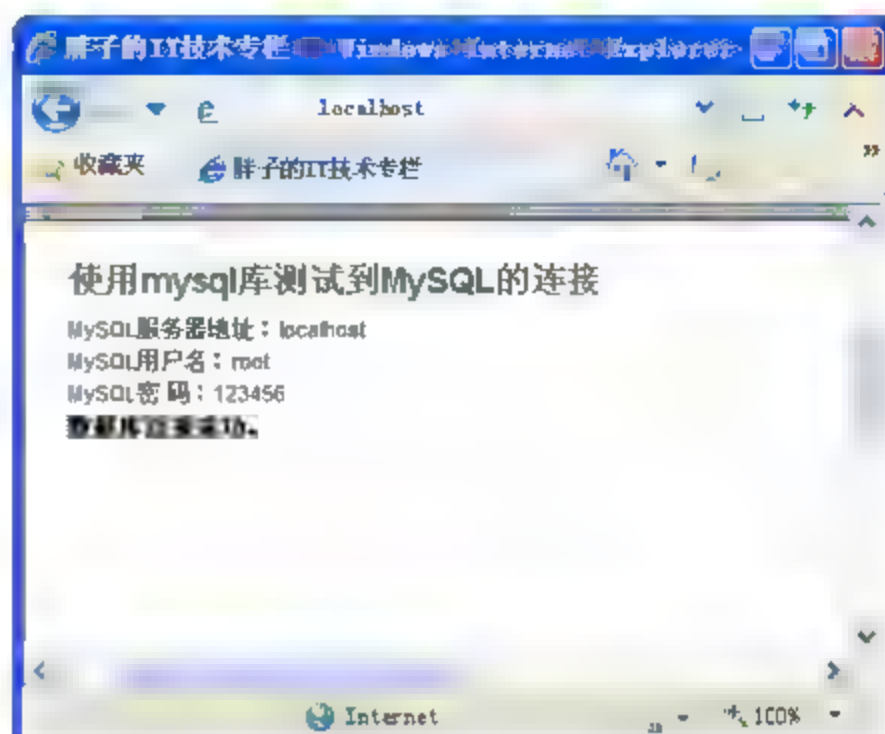 胖子的IT技术专栏 - Windows Internet Explorer
localhost
收藏夹 胖子的IT技术专栏
使用mysql库测试到MySQL的连接
MySQL服务器地址：localhost
MySQL用户名：root
MySQL密 码：123456
数据库连接成功。
Internet 100%